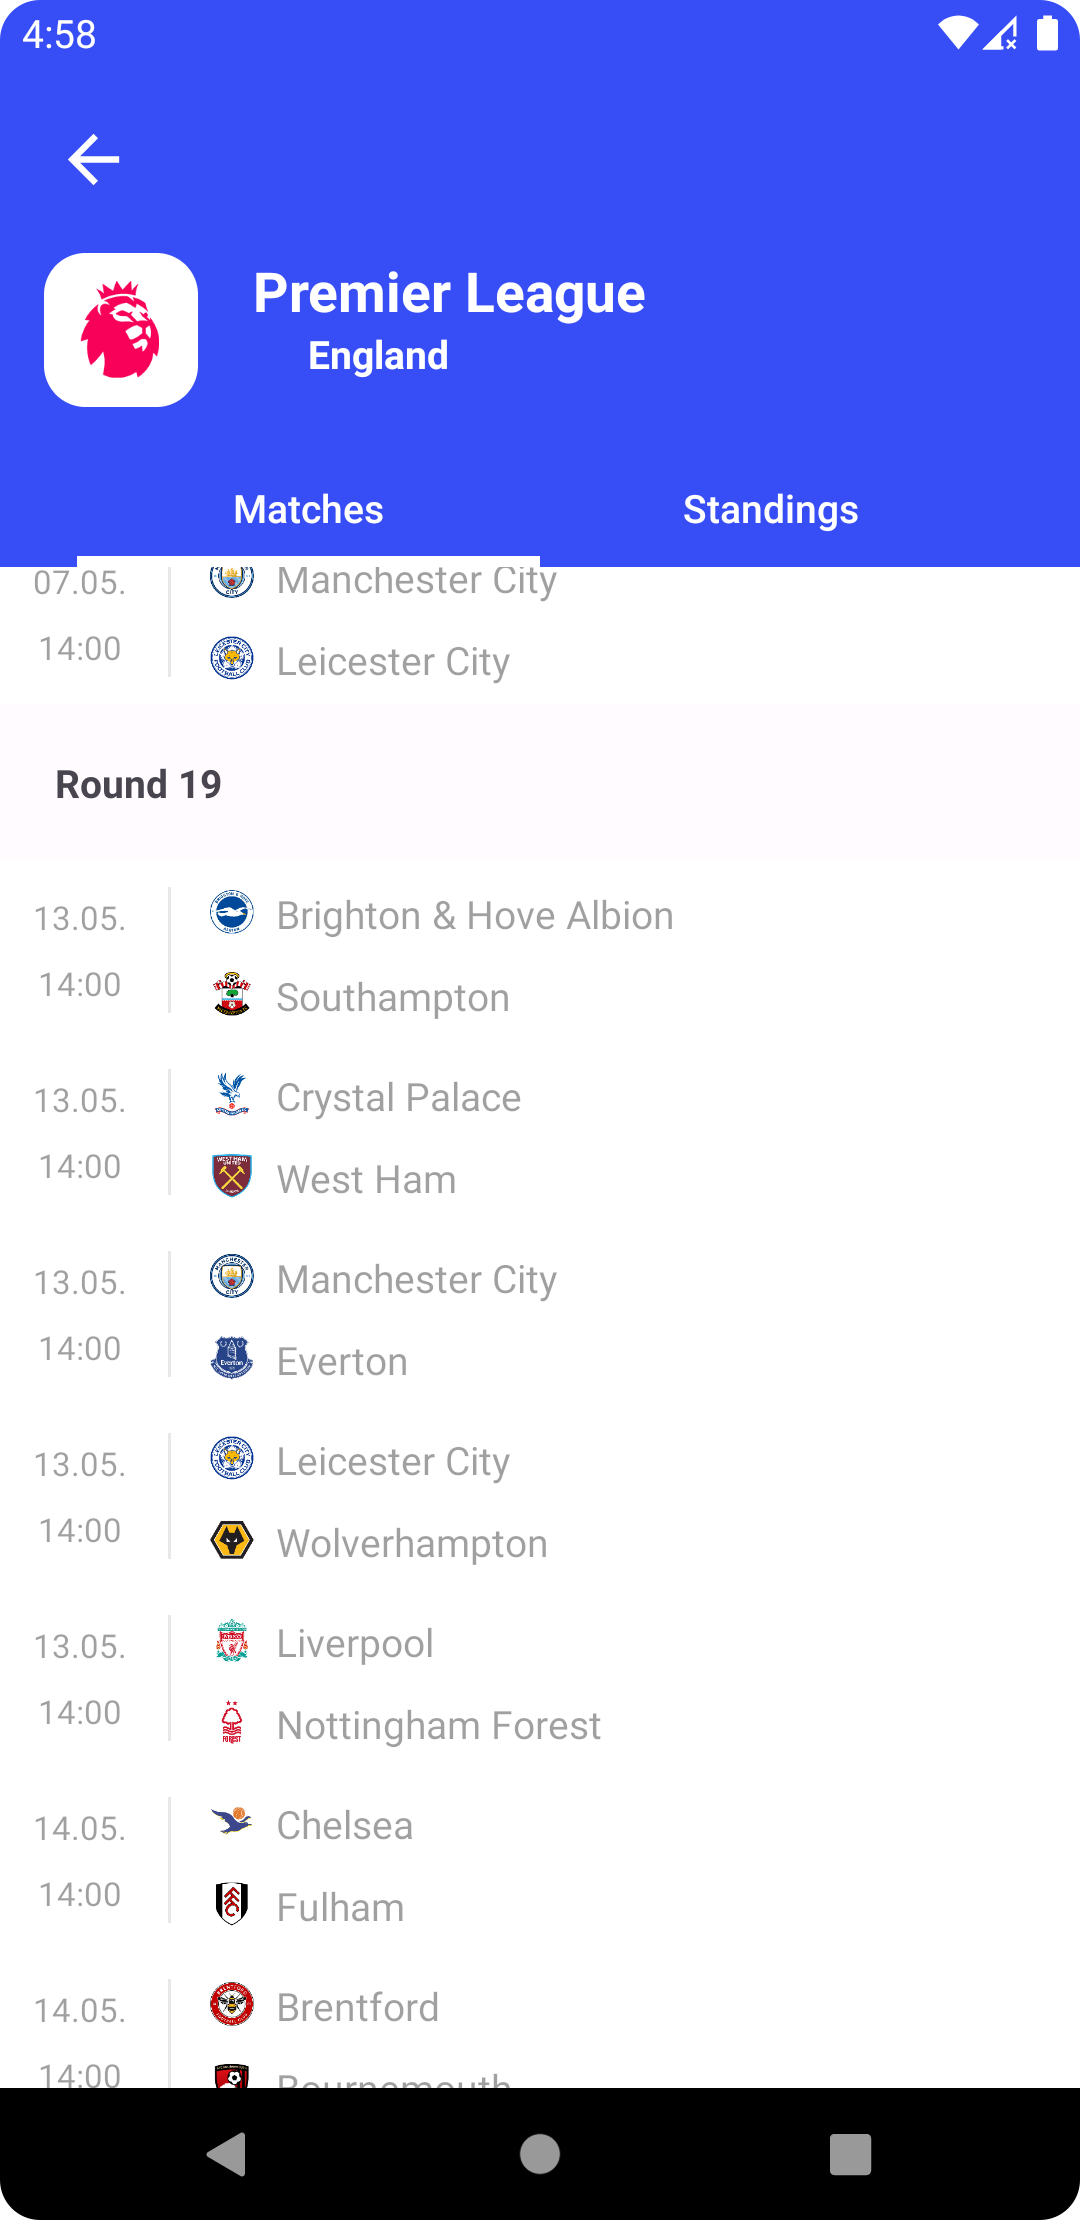 4:58
Premier League
England
Matches
Standings
07.05.
Manchester City
14:00
Leicester City
Round 19
13.05.
Brighton & Hove Albion
14:00
Southampton
13.05.
Crystal Palace
14:00
West Ham
13.05.
Manchester City
14:00
Everton
13.05.
Leicester City
14:00
Wolverhampton
13.05.
Liverpool
14:00
Nottingham Forest
14.05.
Chelsea
14:00
Fulham
14.05.
Brentford
14:00
Bournemouth